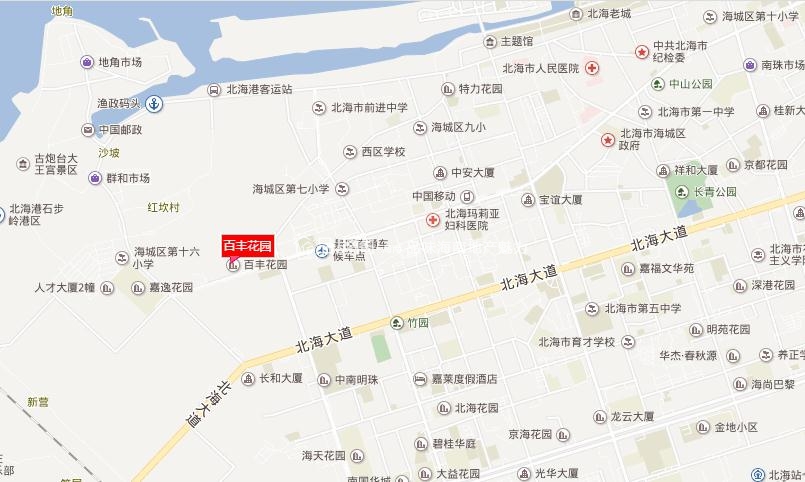 地角
北海老城
海城区第十小学
主题馆
中共北海市
纪检委
地角市场
北海市人民医院
南珠市场
中山公园
北海港客运站
特力花园
渔政码头
北海市前进中学
北海市第一中学
桂新大
中国邮政
海城区九小
北海市海城区
政府
沙坡
西区学校
古炮台大
王宫景区
群和市场
中安大厦
祥和大厦
京都花园
海城区第七小学
中国移动
宝谊大厦
长青公园
北海港石步
岭港区
红坎村
北海玛莉亚
妇科医院
百丰花园
景区直通车
候车点
北海大道
海城区第十六
小学
百丰花园
北海市
主义学
嘉福文华苑
北海大道
人才大厦2幢
嘉逸花园
深港花园
北海市第五中学
竹园
明苑花园
北海大道
北海市育才学校
华杰·春秋源
养正学
长和大厦
中南明珠
嘉莱度假酒店
海尚巴黎
北海大道
新营
北海花园
龙云大厦
金地小区
京海花园
碧桂华庭
海天花园
大益花园
光华大厦
北海站